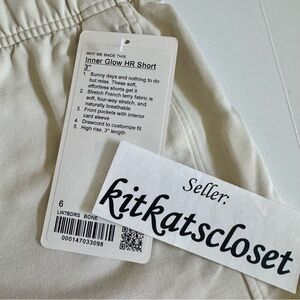 WHY WE MADE THIS
Inner Glow HR Short
3"
1. Sunny days and nothing to
do but relax. These soft,
effortless shorts get it
2. Stretch French terry fabric is
soft, four-way stretch, and
naturally breathable
3. Front pockets with interior
card sleeve
4. Drawcord to customize fit
5. High rise, 3" length
6
LW7BDRS BONE
000147033098
Seller:
kitkatscloset